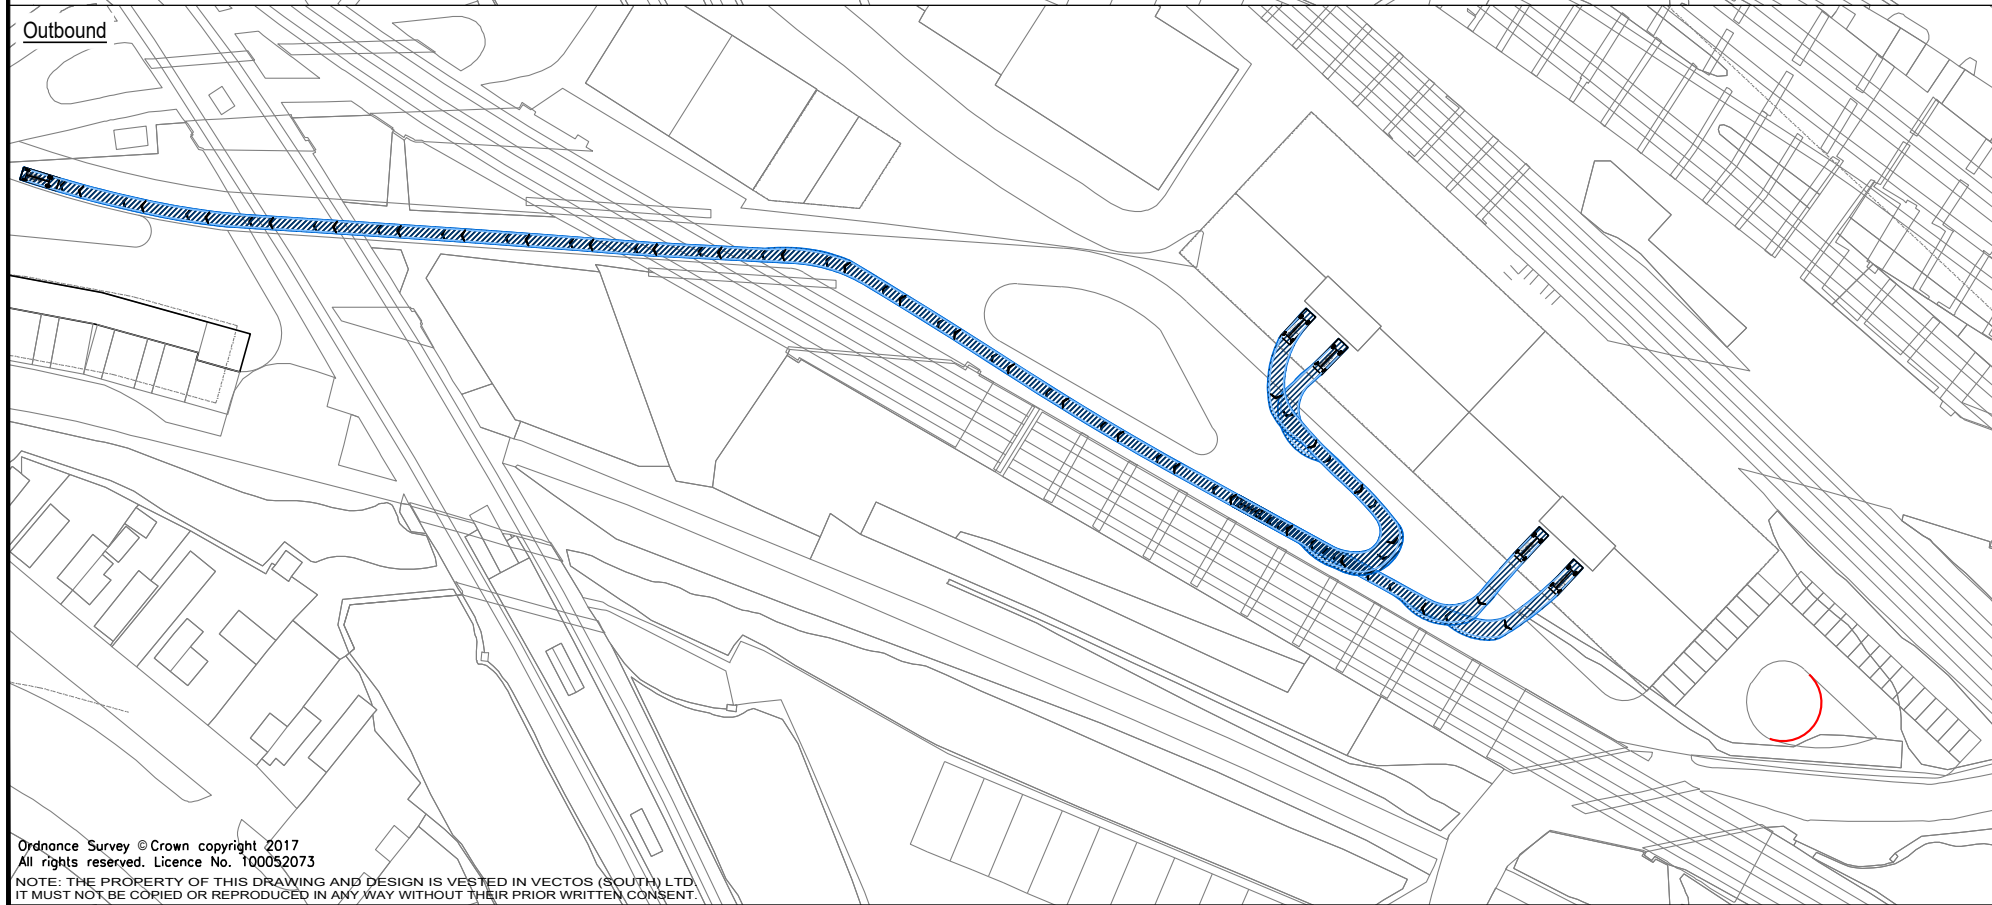 Outbound
Ordnance Survey © Crown copyright 2017
All rights reserved. Licence No. 100052073
NOTE: THE PROPERTY OF THIS DRAWING AND DESIGN IS VESTED IN VECTOS (SOUTH) LTD.
IT MUST NOT BE COPIED OR REPRODUCED IN ANY WAY WITHOUT THEIR PRIOR WRITTEN CONSENT.